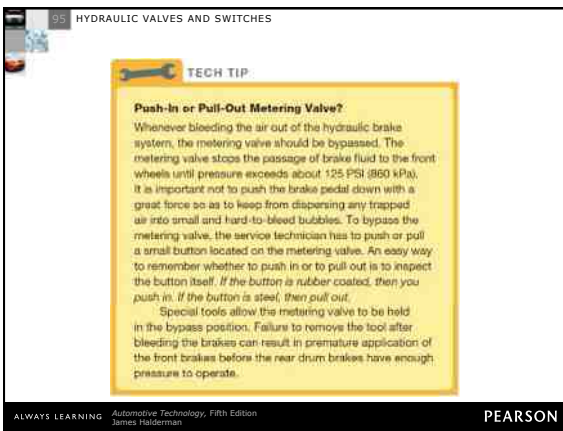 95 HYDRAULIC VALVES AND SWITCHES
TECH TIP
Push-In or Pull-Out Metering Valve?
Whenever bleeding the air out of the hydraulic brake
system, the metering valve should be bypassed. The
metering valve stops the passage of brake fluid to the front
wheels until pressure exceeds about 125 PSI (860 kPa).
It is important not to push the brake pedal down with a
great force so as to keep from dispersing any trapped
air into small and hard-to-bleed bubbles. To bypass the
metering valve, the service technician has to push or pull
a small button located on the metering valve. An easy way
to remember whether to push in or to pull out is to inspect
the button itself. If the button is rubber coated, then you
push in. If the button is steel, then pull out.
Special tools allow the metering valve to be held
in the bypass position. Failure to remove the tool after
bleeding the brakes can result in premature application of
the front brakes before the rear drum brakes have enough
pressure to operate.
ALWAYS LEARNING
Automotive Technology, Fifth Edition
James Halderman
PEARSON